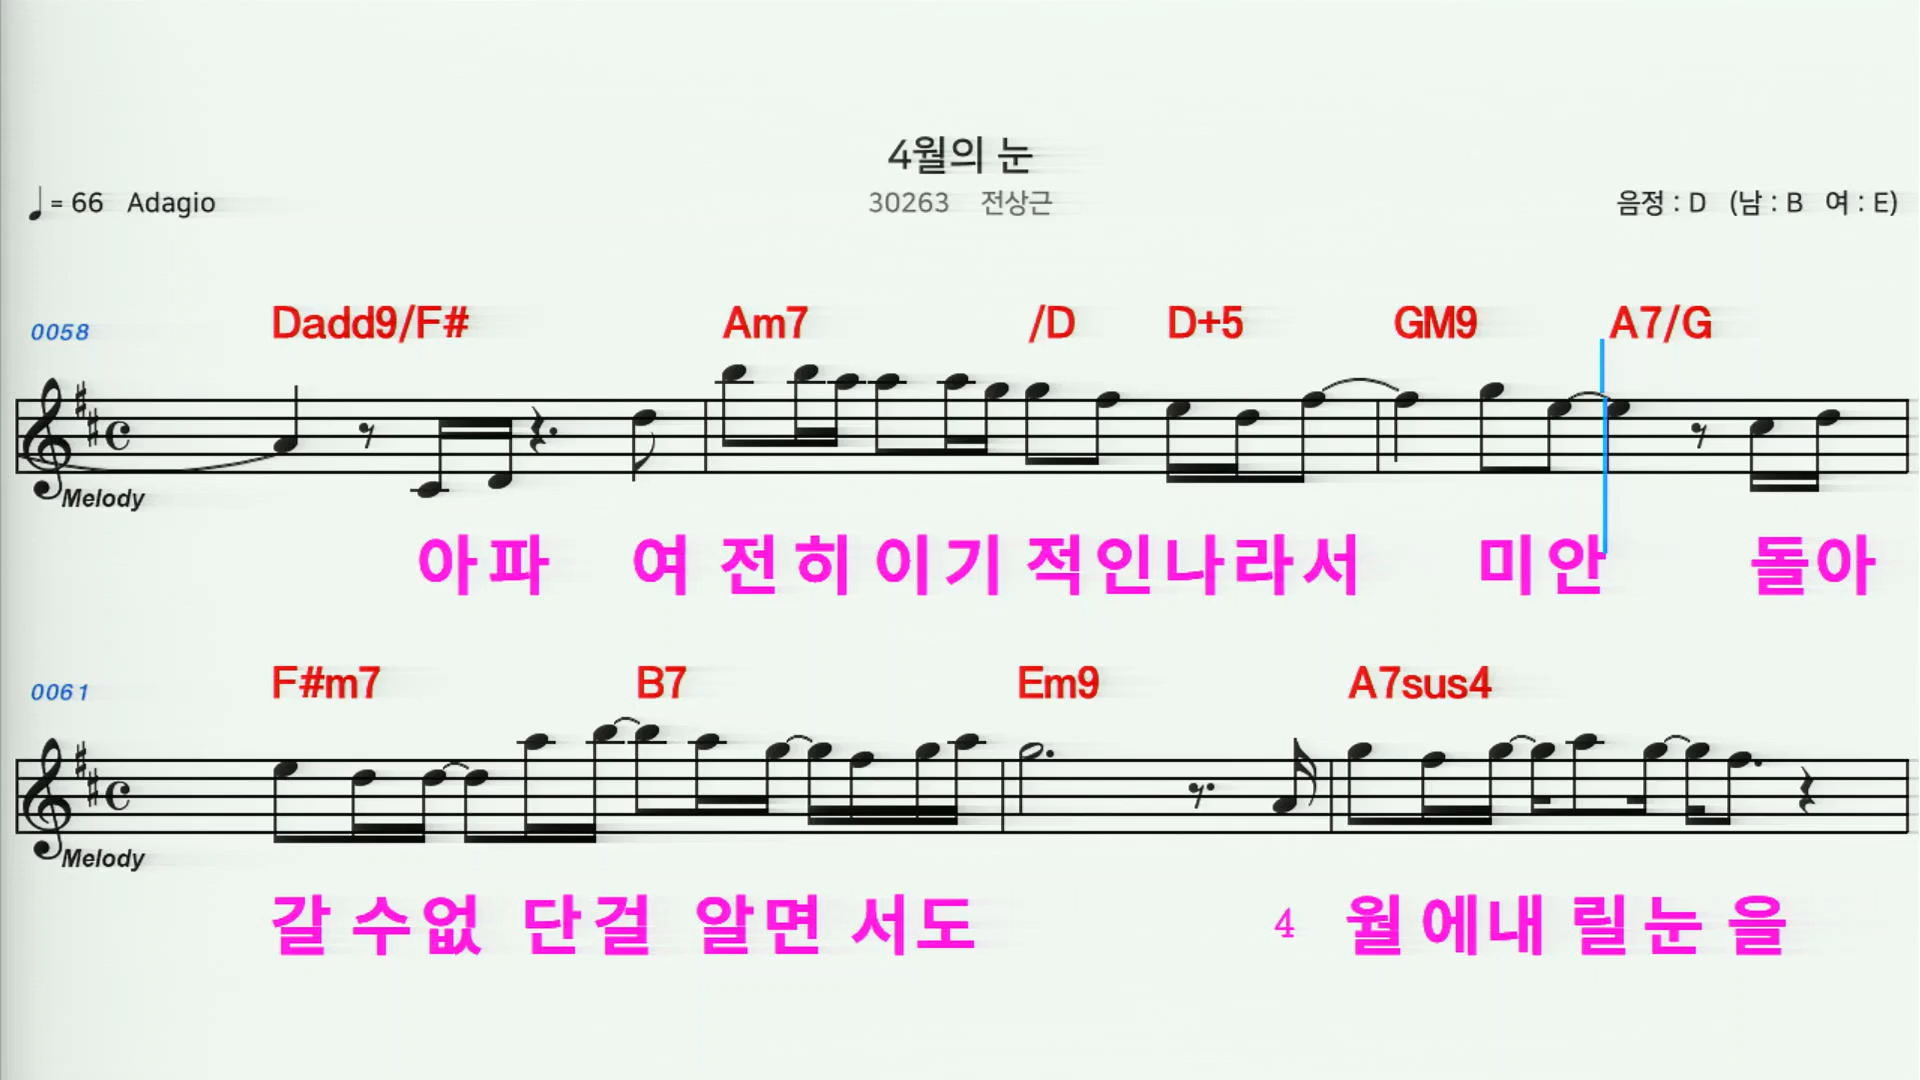 4월의 눈
♩ = 66 Adagio 30263 전상근 음정 : D (남 : B 여 : E)
0058 Dadd9/F# Am7 /D D+5 GM9 A7/G
Melody
아파 여 전히 이기 적인나라서 미안 돌아
0061 F#m7 B7 Em9 A7sus4
Melody
갈 수없 단걸 알면 서도 4 월에내 릴눈 을